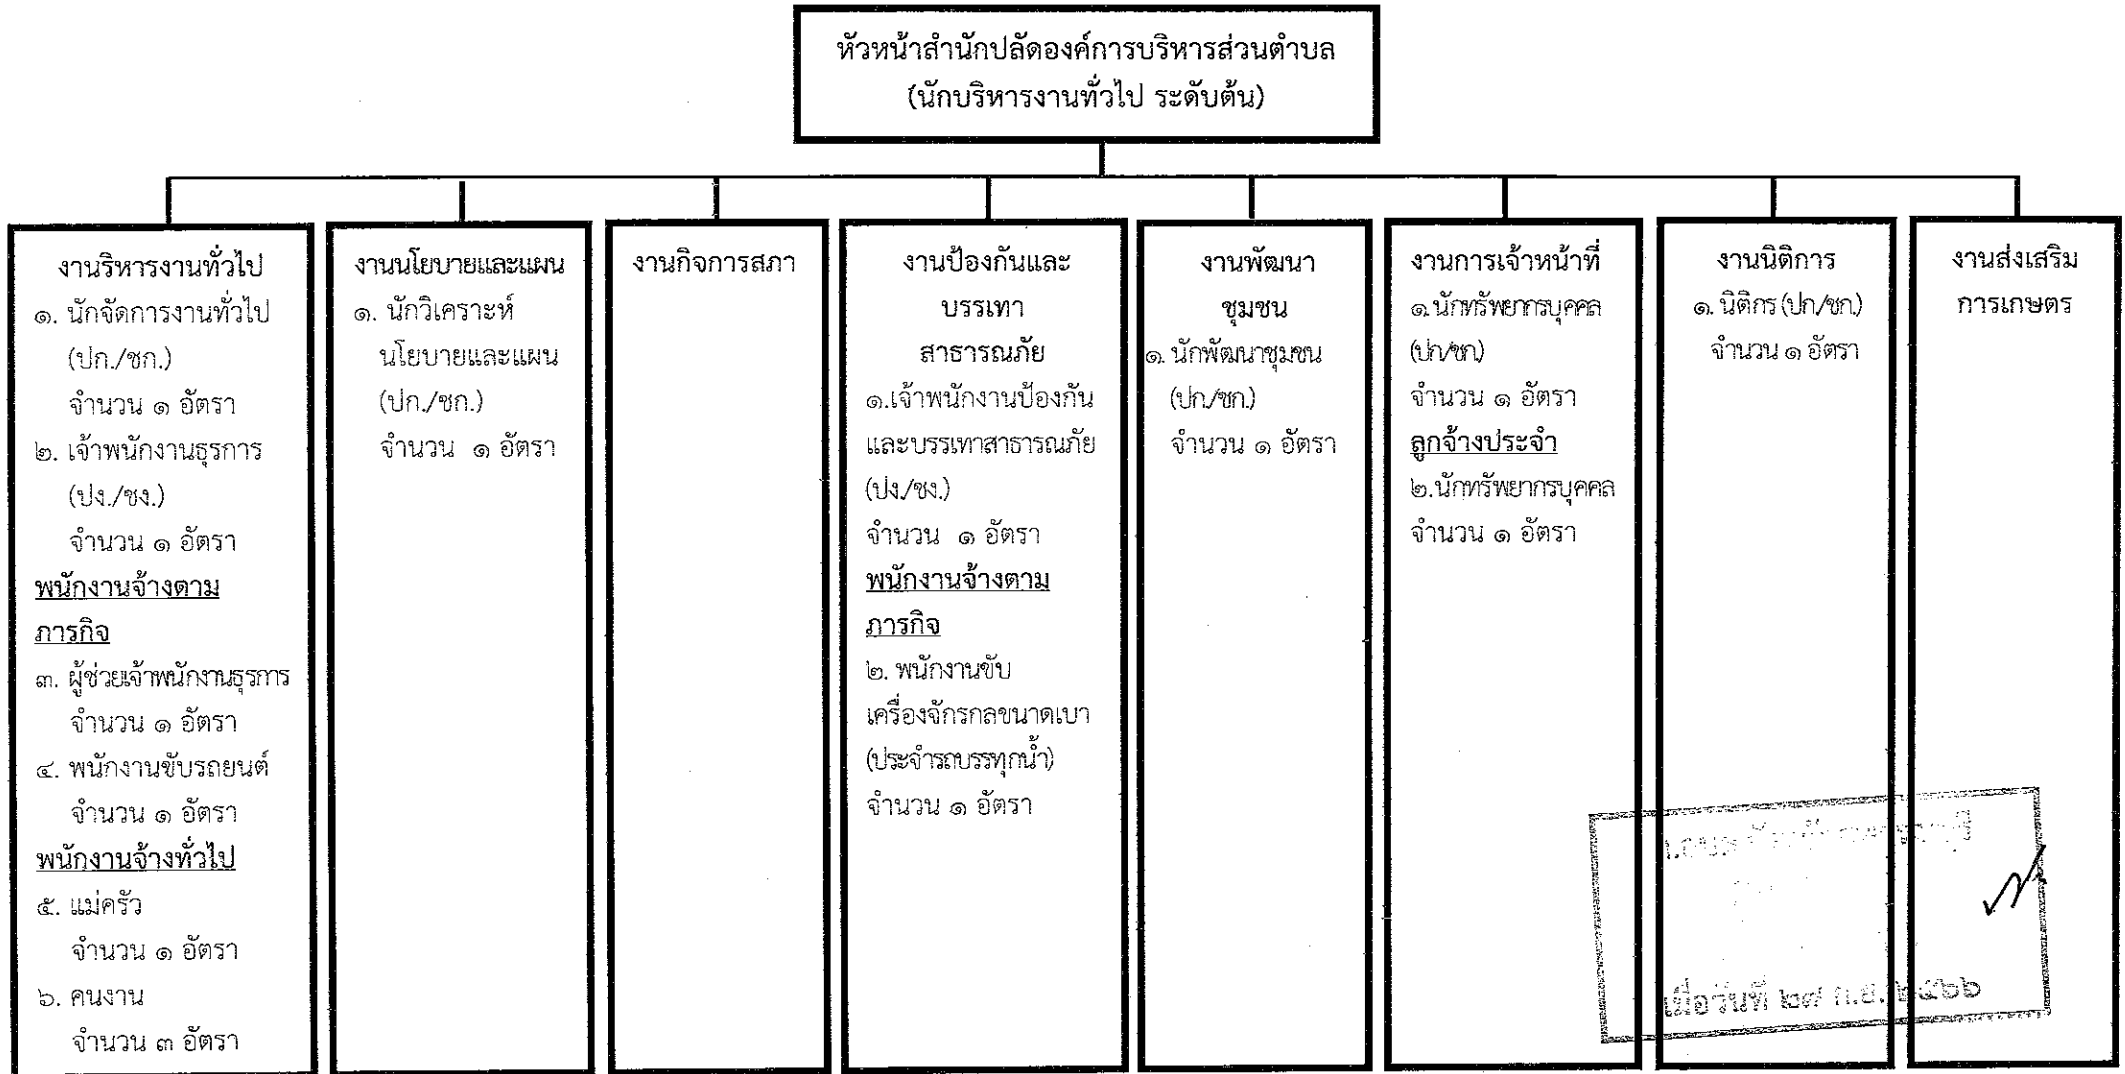 หัวหน้าสำนักปลัดองค์การบริหารส่วนตำบล
(นักบริหารงานทั่วไป ระดับต้น)
งานริหารงานทั่วไป
๑. นักจัดการงานทั่วไป
(ปก./ชก.)
จำนวน ๑ อัตรา
๒. เจ้าพนักงานธุรการ
(ปง./ชง.)
จำนวน ๑ อัตรา
พนักงานจ้างตาม
ภารกิจ
๓. ผู้ช่วยเจ้าพนักงานธุรการ
จำนวน ๑ อัตรา
๔. พนักงานขับรถยนต์
จำนวน ๑ อัตรา
พนักงานจ้างทั่วไป
๕. แม่ครัว
จำนวน ๑ อัตรา
๖. คนงาน
จำนวน ๓ อัตรา
งานนโยบายและแผน
๑. นักวิเคราะห์
นโยบายและแผน
(ปก./ชก.)
จำนวน ๑ อัตรา
งานกิจการสภา
งานป้องกันและ
บรรเทา
สาธารณภัย
๑.เจ้าพนักงานป้องกัน
และบรรเทาสาธารณภัย
(ปง./ชง.)
จำนวน ๑ อัตรา
พนักงานจ้างตาม
ภารกิจ
๒. พนักงานขับ
เครื่องจักรกลขนาดเบา
(ประจำรถบรรทุกน้ำ)
จำนวน ๑ อัตรา
งานพัฒนา
ชุมชน
๑. นักพัฒนาชุมชน
(ปก./ชก.)
จำนวน ๑ อัตรา
งานการเจ้าหน้าที่
๑.นักทรัพยากรบุคคล
(ปก/ชก)
จำนวน ๑ อัตรา
ลูกจ้างประจำ
๒.นักทรัพยากรบุคคล
จำนวน ๑ อัตรา
งานนิติการ
๑. นิติกร (ปก./ชก.)
จำนวน ๑ อัตรา
งานส่งเสริม
การเกษตร
เมื่อวันที่ ๒๗ ก.ย. ๒๕๖๖